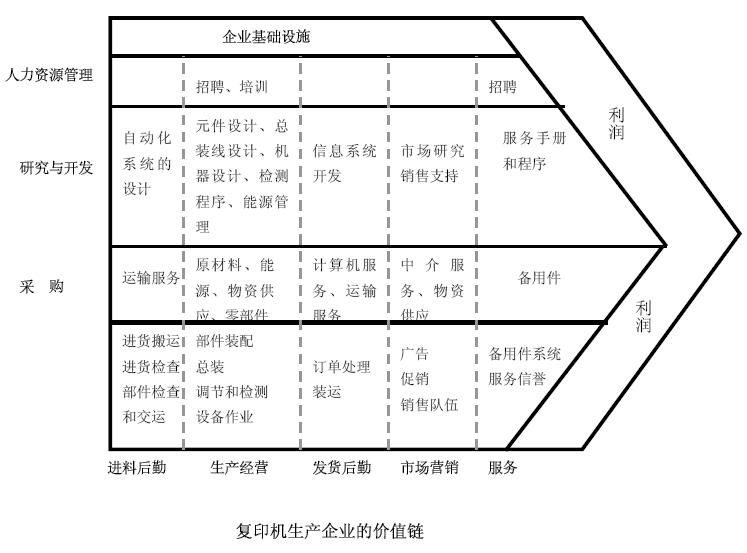 企业基础设施
人力资源管理
招聘、培训
招聘
研究与开发
自动化
系统的
设计
元件设计、总
装线设计、机
器设计、检测
程序、能源管
理
信息系统
开发
市场研究
销售支持
服务手册
和程序
采 购
运输服务
原材料、能
源、物资供
应、零部件
计算机服
务、运输
服务
中介服
务、物资
供应
备用件
进货搬运
进货检查
部件检查
和交运
部件装配
总装
调节和检测
设备作业
订单处理
装运
广告
促销
销售队伍
备用件系统
服务信誉
利
润
利
润
进料后勤
生产经营
发货后勤
市场营销
服务
复印机生产企业的价值链